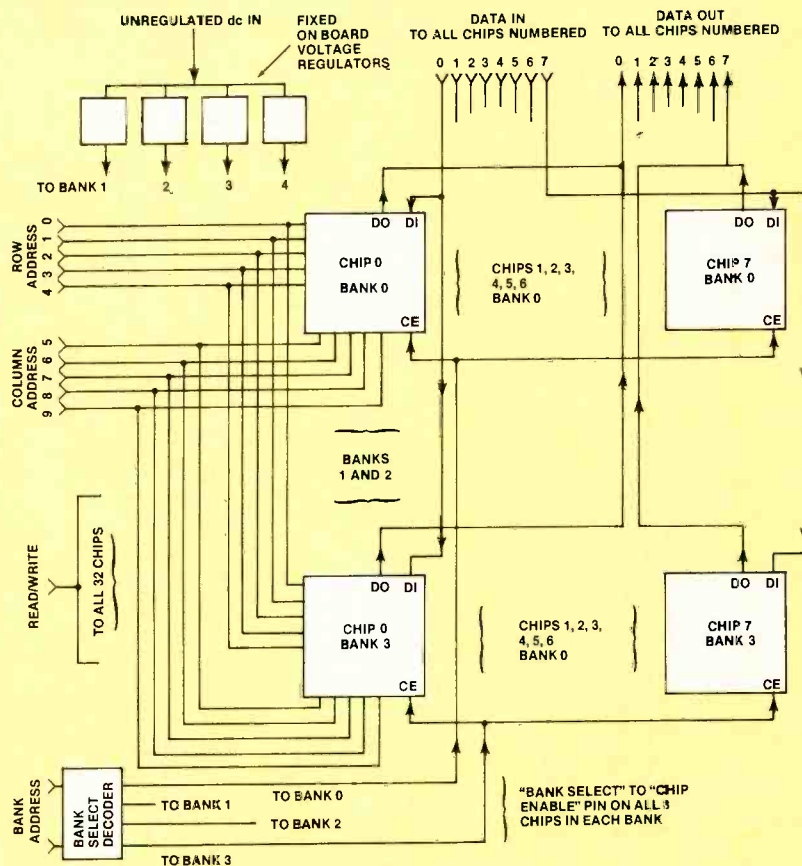 UNREGULATED dc IN
FIXED
ON BOARD
VOLTAGE
REGULATORS
DATA IN
TO ALL CHIPS NUMBERED
0 1 2 3 4 5 6 7
DATA OUT
TO ALL CHIPS NUMBERED
0 1 2 3 4 5 6 7
TO BANK 1 2 3 4
ROW
ADDRESS
0
1
2
3
4
DO DI
CHIP 0
BANK 0
CE
CHIPS 1, 2, 3,
4, 5, 6
BANK 0
DO DI
CHIP 7
BANK 0
CE
COLUMN
ADDRESS
5
6
7
8
9
BANKS
1 AND 2
READ/WRITE
TO ALL 32 CHIPS
DO DI
CHIP 0
BANK 3
CE
CHIPS 1, 2, 3,
4, 5, 6
BANK 0
DO DI
CHIP 7
BANK 3
CE
BANK
ADDRESS
BANK
SELECT
DECODER
TO BANK 0
TO BANK 1
TO BANK 2
TO BANK 3
"BANK SELECT" TO "CHIP
ENABLE" PIN ON ALL 8
CHIPS IN EACH BANK